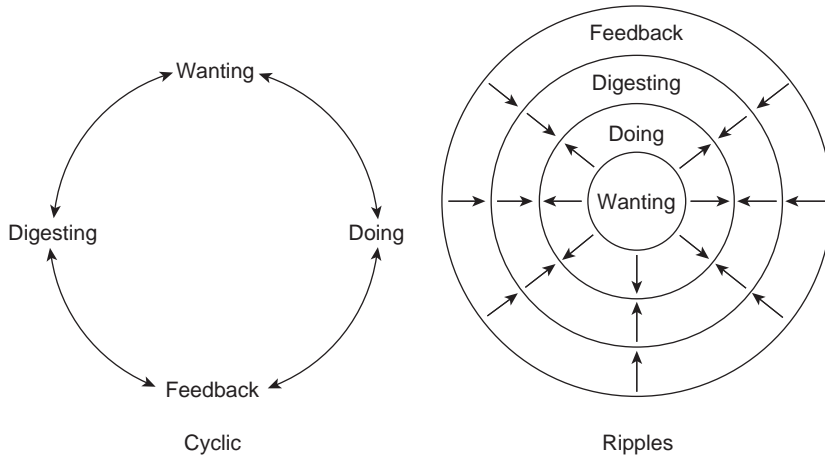 Wanting
Digesting
Doing
Feedback
Cyclic
Feedback
Digesting
Doing
Wanting
Ripples